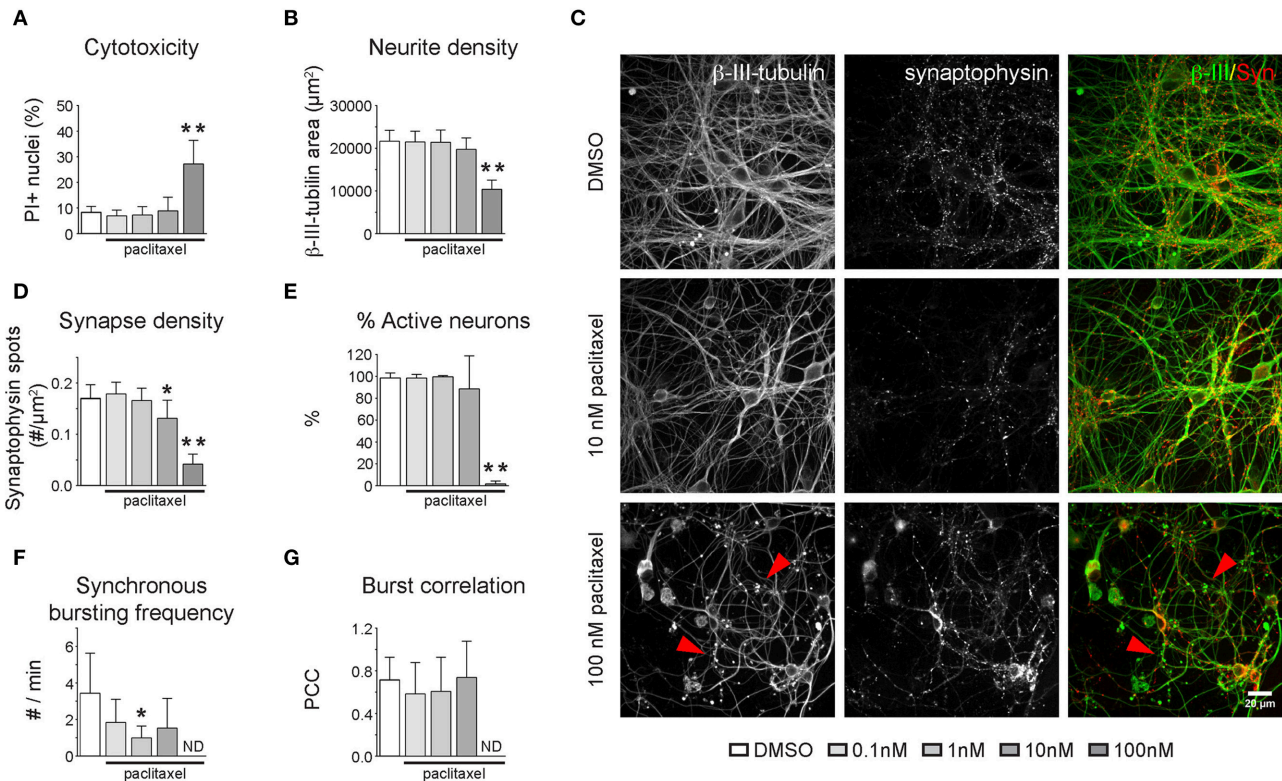 A
Cytotoxicity
PI+ nuclei (%)
50
40
30
20
10
0
**
paclitaxel
B
Neurite density
β-III-tubilin area (µm²)
30000
20000
10000
0
**
paclitaxel
C
β-III-tubulin
synaptophysin
β-III/Syn
DMSO
10 nM paclitaxel
100 nM paclitaxel
20 µm
D
Synapse density
Synaptophysin spots
(#/µm²)
0.2
0.1
0.0
*
**
paclitaxel
E
% Active neurons
%
120
100
80
60
40
20
0
**
paclitaxel
F
Synchronous
bursting frequency
# / min
6
4
2
0
*
ND
paclitaxel
G
Burst correlation
PCC
1.2
0.8
0.4
0.0
ND
paclitaxel
DMSO 0.1nM 1nM 10nM 100nM